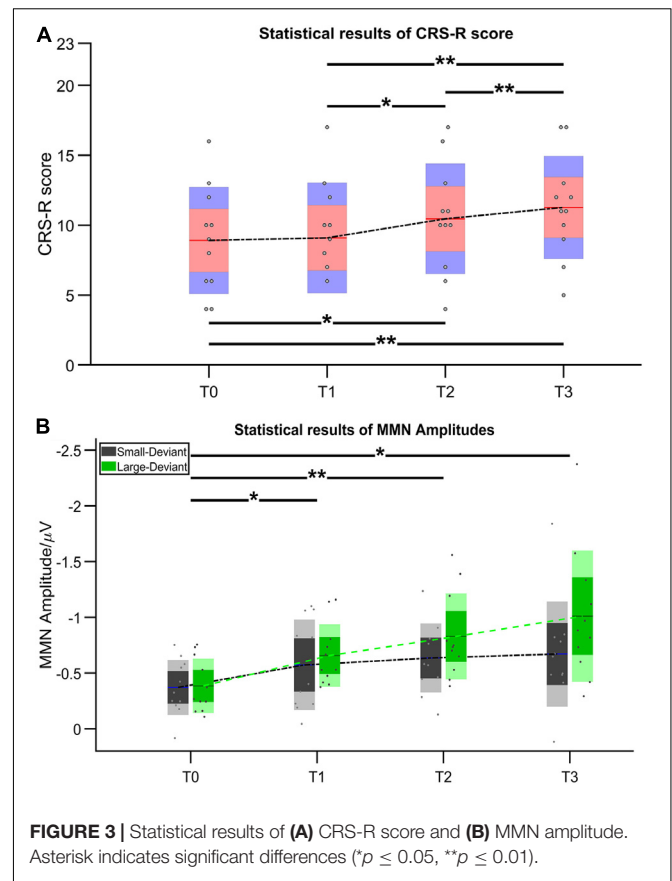 A
Statistical results of CRS-R score
23
20
15
10
5
0
CRS-R score
**
*
**
*
**
T0 T1 T2 T3
B
Statistical results of MMN Amplitudes
-2.5
-2
-1.5
-1
-0.5
0
MMN Amplitude/μV
Small-Deviant
Large-Deviant
*
**
*
T0 T1 T2 T3
FIGURE 3 | Statistical results of (A) CRS-R score and (B) MMN amplitude.
Asterisk indicates significant differences (*p ≤ 0.05, **p ≤ 0.01).